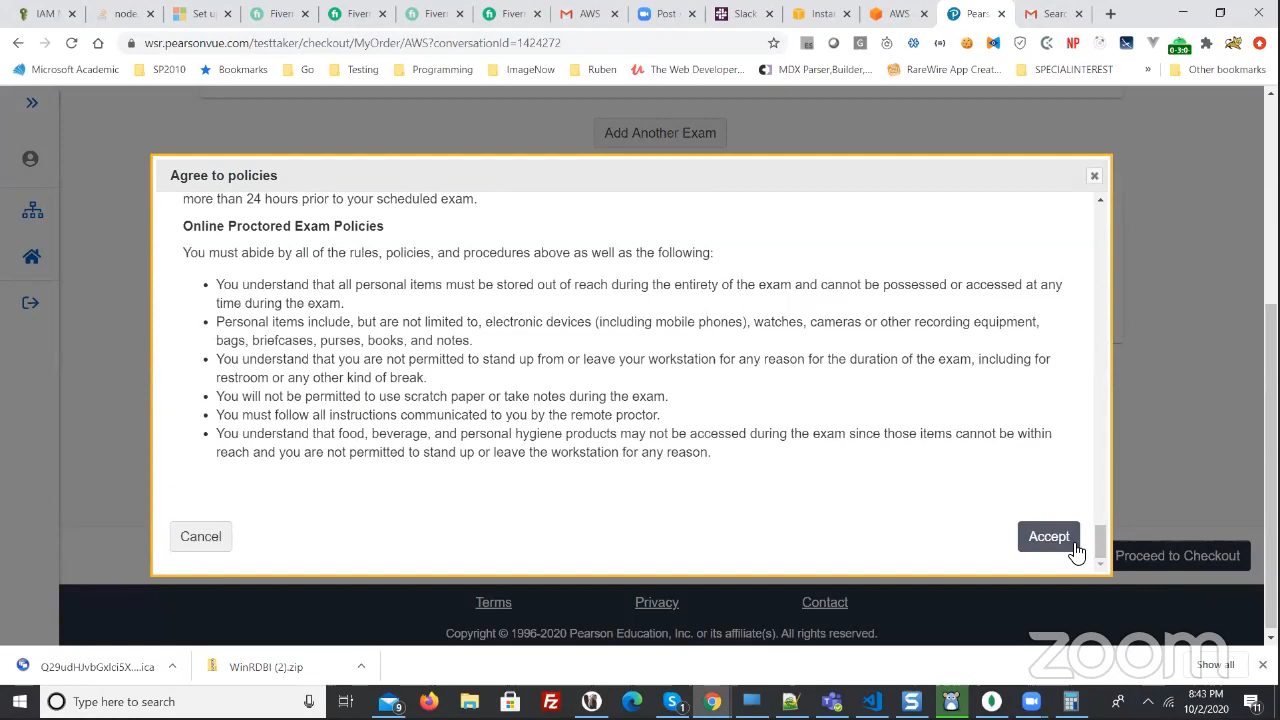 IAM M
node.
Set u
Fiverr
Fiverr
Fiverr
AWS
Post -
Slack
Instan
AWS E
Pears
Searc
wsr.pearsonvue.com/testtaker/checkout/MyOrder/AWS?conversationId=1424272
Microsoft Academic
SP2010
Bookmarks
Go
Testing
Programming
ImageNow
Ruben
The Web Developer...
MDX Parser,Builder,...
RareWire App Creat...
SPECIALINTEREST
»
Other bookmarks
Add Another Exam
Agree to policies
more than 24 hours prior to your scheduled exam.
Online Proctored Exam Policies
You must abide by all of the rules, policies, and procedures above as well as the following:
• You understand that all personal items must be stored out of reach during the entirety of the exam and cannot be possessed or accessed at any
time during the exam.
• Personal items include, but are not limited to, electronic devices (including mobile phones), watches, cameras or other recording equipment,
bags, briefcases, purses, books, and notes.
• You understand that you are not permitted to stand up from or leave your workstation for any reason for the duration of the exam, including for
restroom or any other kind of break.
• You will not be permitted to use scratch paper or take notes during the exam.
• You must follow all instructions communicated to you by the remote proctor.
• You understand that food, beverage, and personal hygiene products may not be accessed during the exam since those items cannot be within
reach and you are not permitted to stand up or leave the workstation for any reason.
Cancel
Accept
Proceed to Checkout
Terms
Privacy
Contact
Copyright © 1996-2020 Pearson Education, Inc. or its affiliate(s). All rights reserved.
zoom
Q29udHJvbGxlci5X....ica
WinRDBI (2).zip
Show all
Type here to search
8:43 PM
10/2/2020